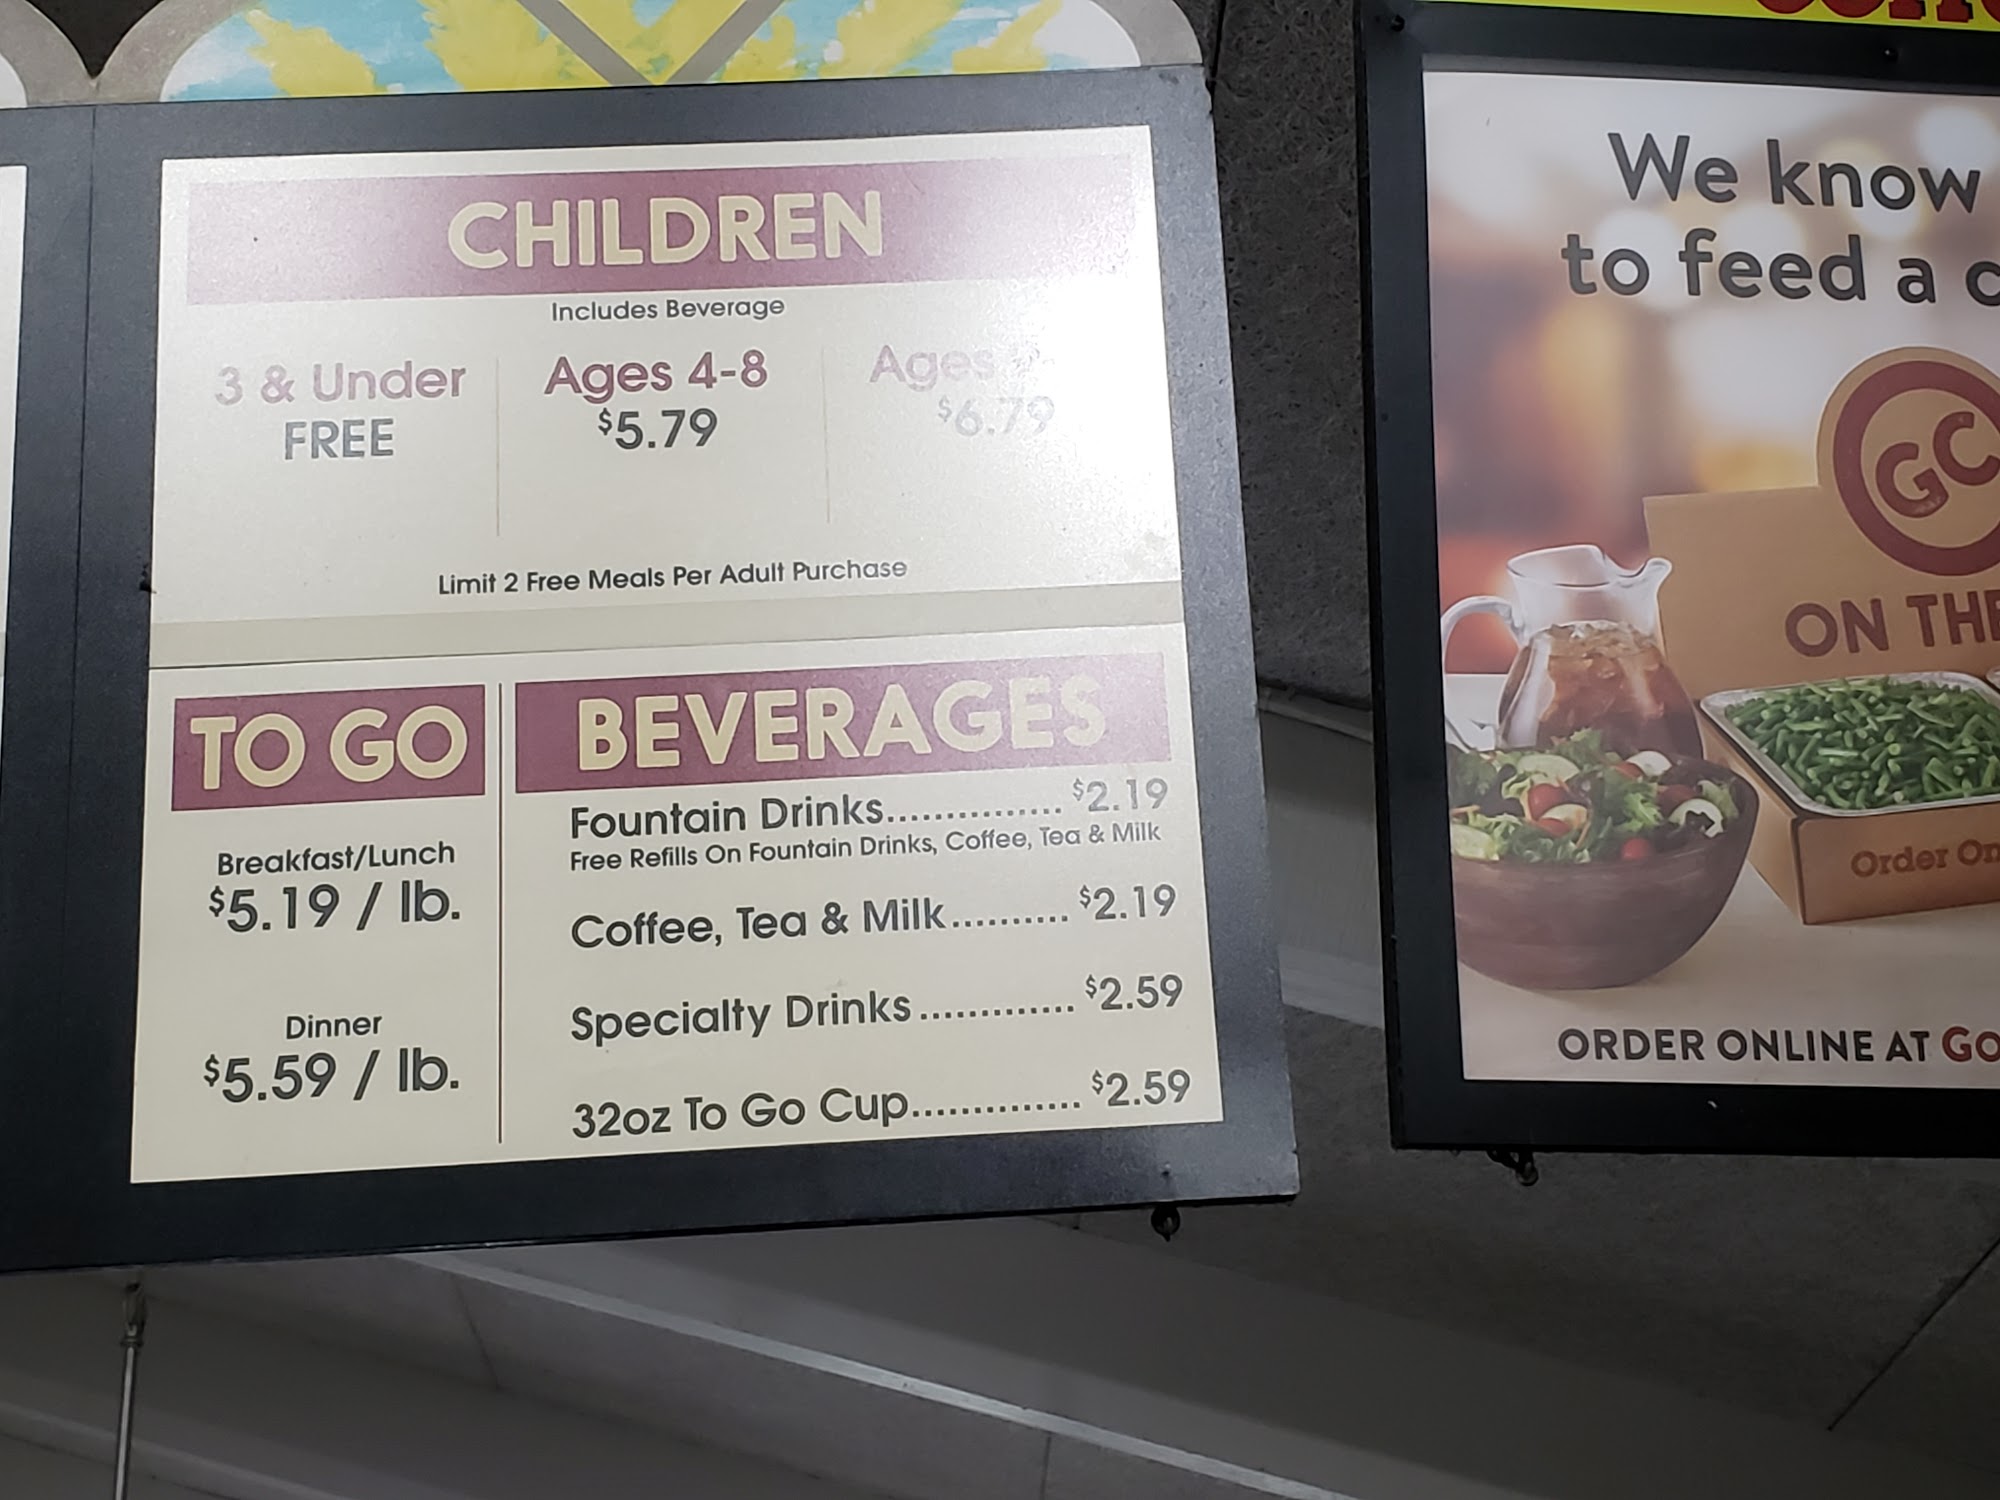 CHILDREN
Includes Beverage
3 & Under
FREE
Ages 4-8
$5.79
Ages
$6.79
Limit 2 Free Meals Per Adult Purchase
TO GO
Breakfast/Lunch
$5.19 / lb.
Dinner
$5.59 / lb.
BEVERAGES
Fountain Drinks............... $2.19
Free Refills On Fountain Drinks, Coffee, Tea & Milk
Coffee, Tea & Milk.......... $2.19
Specialty Drinks............. $2.59
32oz To Go Cup.............. $2.59
We know
to feed a
GC
ON THE
Order On
ORDER ONLINE AT GO